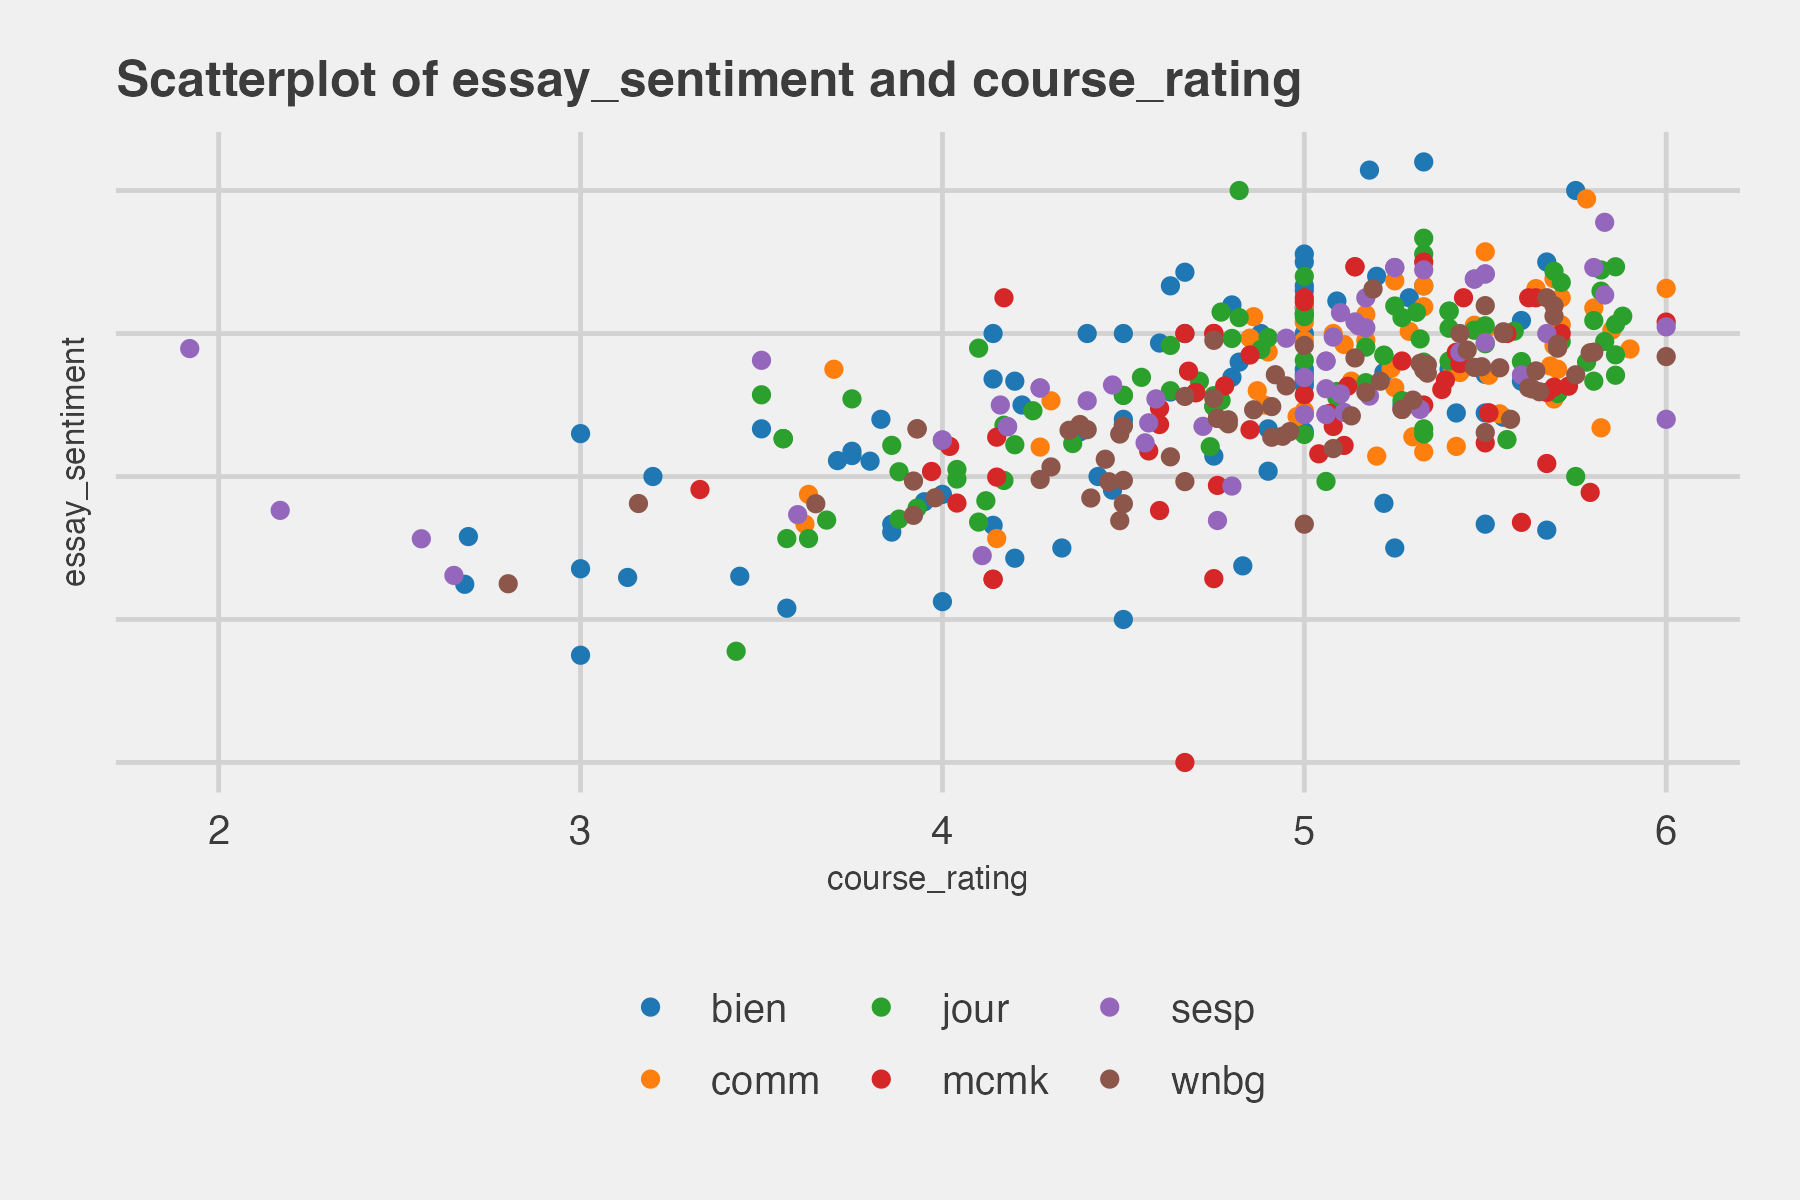 Scatterplot of essay_sentiment and course_rating
essay_sentiment
2 3 4 5 6
course_rating
bien jour sesp
comm mcmk wnbg